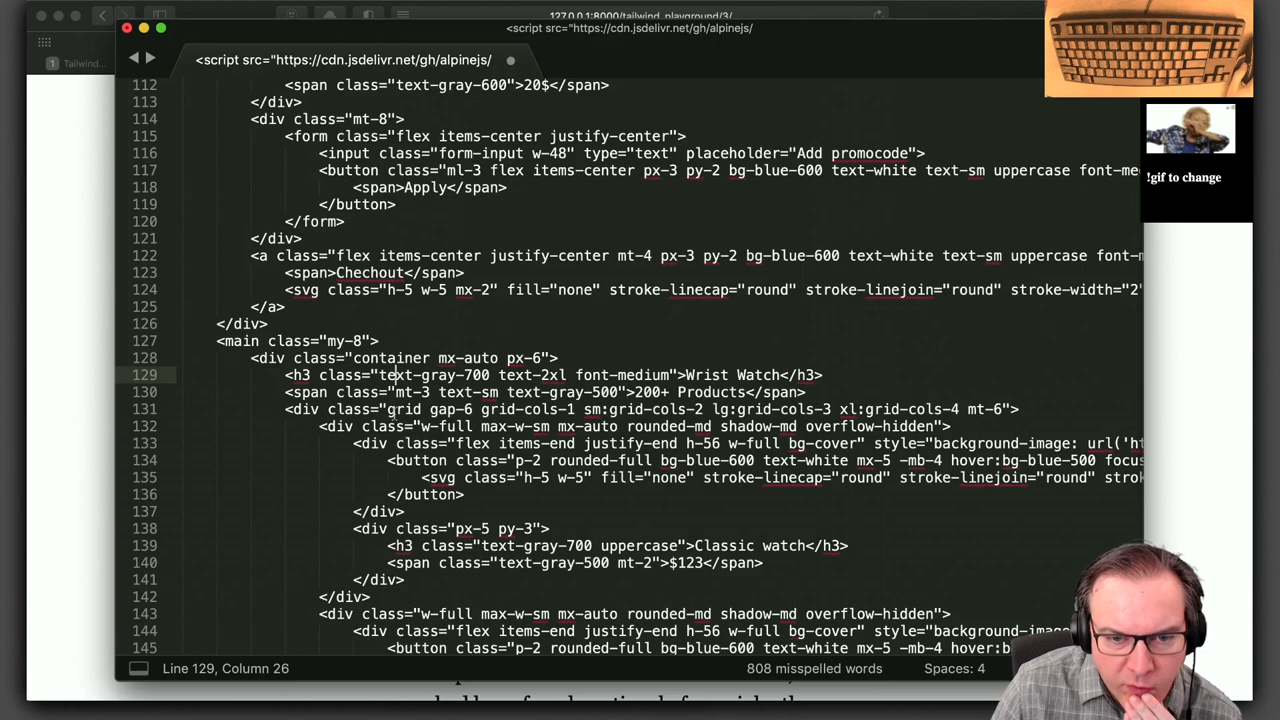 127.0.0.1:8000/tailwind_playground/3/
<script src="https://cdn.jsdelivr.net/gh/alpinejs/
1 Tailwind...
<script src="https://cdn.jsdelivr.net/gh/alpinejs/
112 <span class="text-gray-600">20$</span>
113 </div>
114 <div class="mt-8">
115 <form class="flex items-center justify-center">
116 <input class="form-input w-48" type="text" placeholder="Add promocode">
117 <button class="ml-3 flex items-center px-3 py-2 bg-blue-600 text-white text-sm uppercase font-me
118 <span>Apply</span>
119 </button>
120 </form>
121 </div>
122 <a class="flex items-center justify-center mt-4 px-3 py-2 bg-blue-600 text-white text-sm uppercase font-m
123 <span>Chechout</span>
124 <svg class="h-5 w-5 mx-2" fill="none" stroke-linecap="round" stroke-linejoin="round" stroke-width="2"
125 </a>
126 </div>
127 <main class="my-8">
128 <div class="container mx-auto px-6">
129 <h3 class="text-gray-700 text-2xl font-medium">Wrist Watch</h3>
130 <span class="mt-3 text-sm text-gray-500">200+ Products</span>
131 <div class="grid gap-6 grid-cols-1 sm:grid-cols-2 lg:grid-cols-3 xl:grid-cols-4 mt-6">
132 <div class="w-full max-w-sm mx-auto rounded-md shadow-md overflow-hidden">
133 <div class="flex items-end justify-end h-56 w-full bg-cover" style="background-image: url('ht
134 <button class="p-2 rounded-full bg-blue-600 text-white mx-5 -mb-4 hover:bg-blue-500 focus
135 <svg class="h-5 w-5" fill="none" stroke-linecap="round" stroke-linejoin="round" strok
136 </button>
137 </div>
138 <div class="px-5 py-3">
139 <h3 class="text-gray-700 uppercase">Classic watch</h3>
140 <span class="text-gray-500 mt-2">$123</span>
141 </div>
142 </div>
143 <div class="w-full max-w-sm mx-auto rounded-md shadow-md overflow-hidden">
144 <div class="flex items-end justify-end h-56 w-full bg-cover" style="background-
145 <button class="p-2 rounded-full bg-blue-600 text-white mx-5 -mb-4 hover:bg-b
Line 129, Column 26
808 misspelled words
Spaces: 4
!gif to change